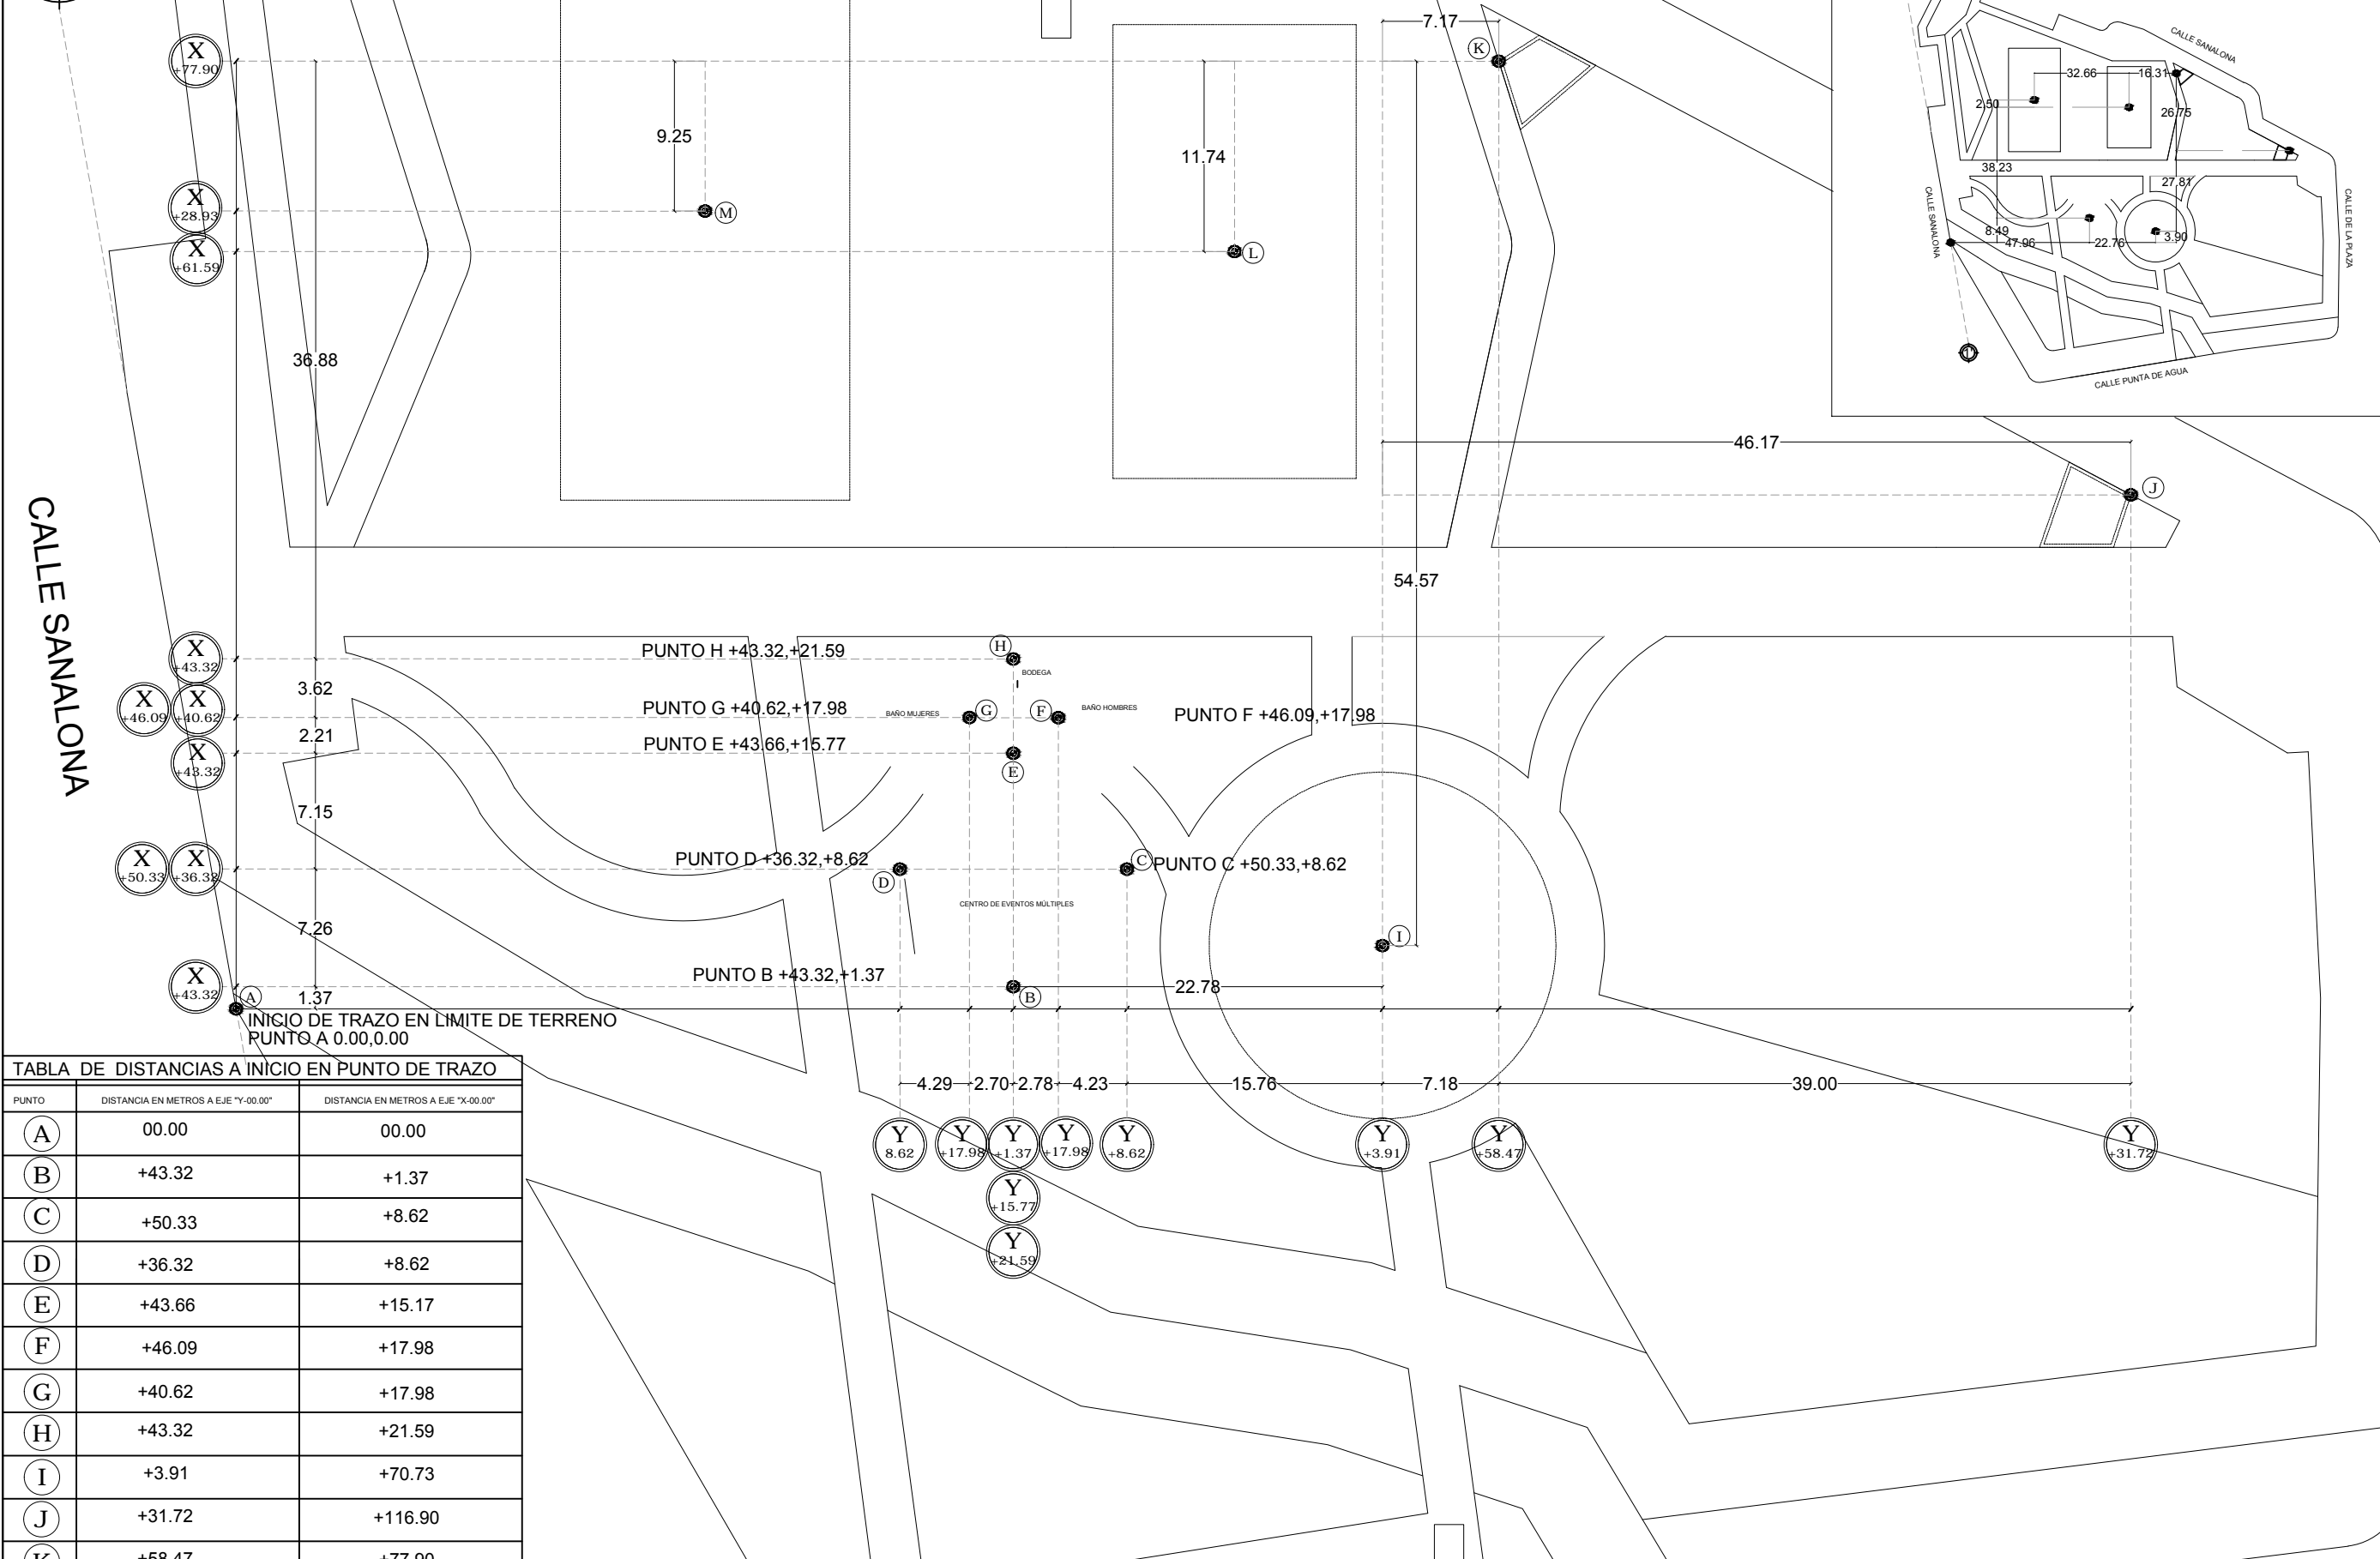 7.17
K
X
+77.90
9.25
11.74
X
+28.93
M
X
+61.59
L
36.88
46.17
J
54.57
CALLE SANALONA
CALLE SANALONA
32.66
16.31
2.50
26.75
38.23
27.81
8.49
47.96
22.76
3.90
CALLE SANALONA
CALLE DE LA PLAZA
CALLE PUNTA DE AGUA
X
+43.32
PUNTO H +43.32,+21.59
H
BODEGA
3.62
X
+46.09
X
+40.62
PUNTO G +40.62,+17.98
BAÑO MUJERES
G
F
BAÑO HOMBRES
PUNTO F +46.09,+17.98
2.21
X
+43.32
PUNTO E +43.66,+15.77
E
7.15
X
+50.33
X
+36.32
PUNTO D +36.32,+8.62
D
C
PUNTO C +50.33,+8.62
CENTRO DE EVENTOS MÚLTIPLES
7.26
I
X
+43.32
A
1.37
PUNTO B +43.32,+1.37
B
22.78
INICIO DE TRAZO EN LIMITE DE TERRENO
PUNTO A 0.00,0.00
4.29
2.70
2.78
4.23
15.76
7.18
39.00
Y
8.62
Y
+17.98
Y
+1.37
Y
+17.98
Y
+8.62
Y
+3.91
Y
+58.47
Y
+31.72
Y
+15.77
Y
+21.59
TABLA DE DISTANCIAS A INICIO EN PUNTO DE TRAZO
PUNTO DISTANCIA EN METROS A EJE "Y-00.00" DISTANCIA EN METROS A EJE "X-00.00"
A 00.00 00.00
B +43.32 +1.37
C +50.33 +8.62
D +36.32 +8.62
E +43.66 +15.17
F +46.09 +17.98
G +40.62 +17.98
H +43.32 +21.59
I +3.91 +70.73
J +31.72 +116.90
K +58.47 +77.90